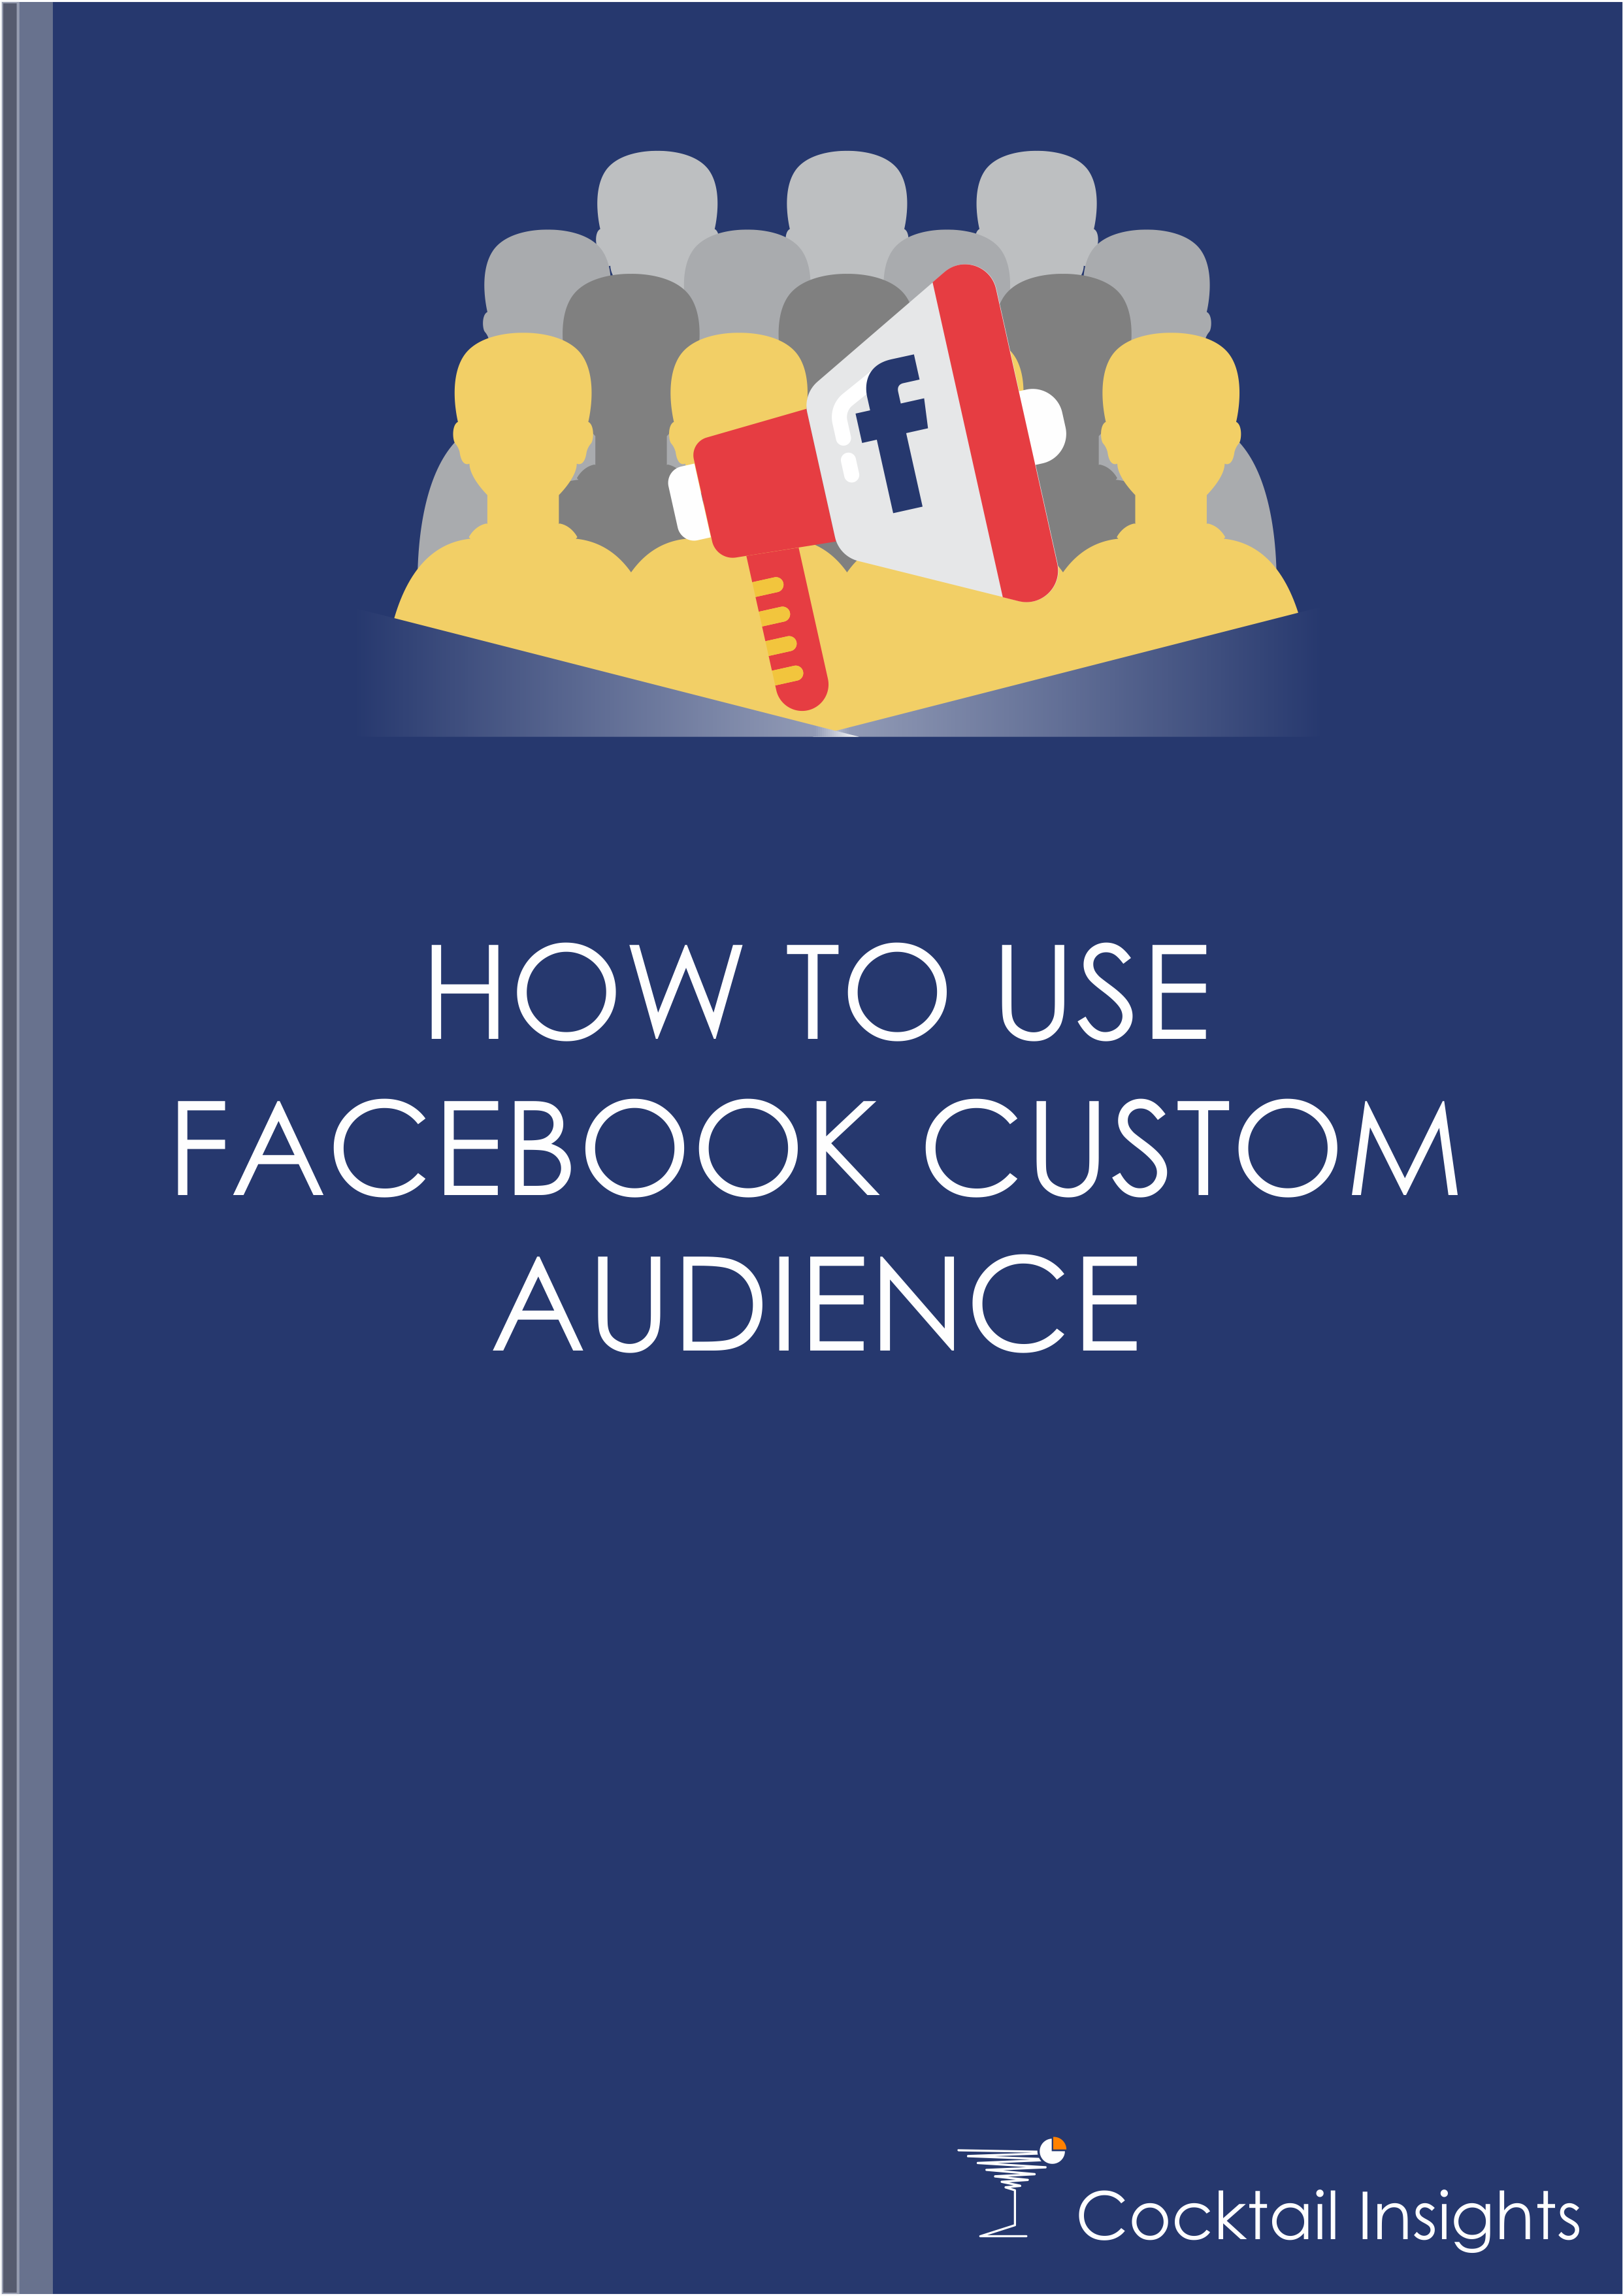 f
HOW TO USE
FACEBOOK CUSTOM
AUDIENCE
Cocktail Insights